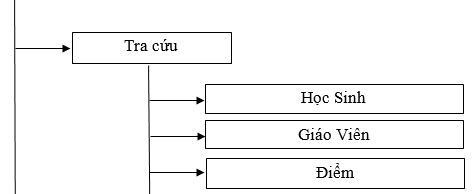 Tra cứu
Học Sinh
Giáo Viên
Điểm